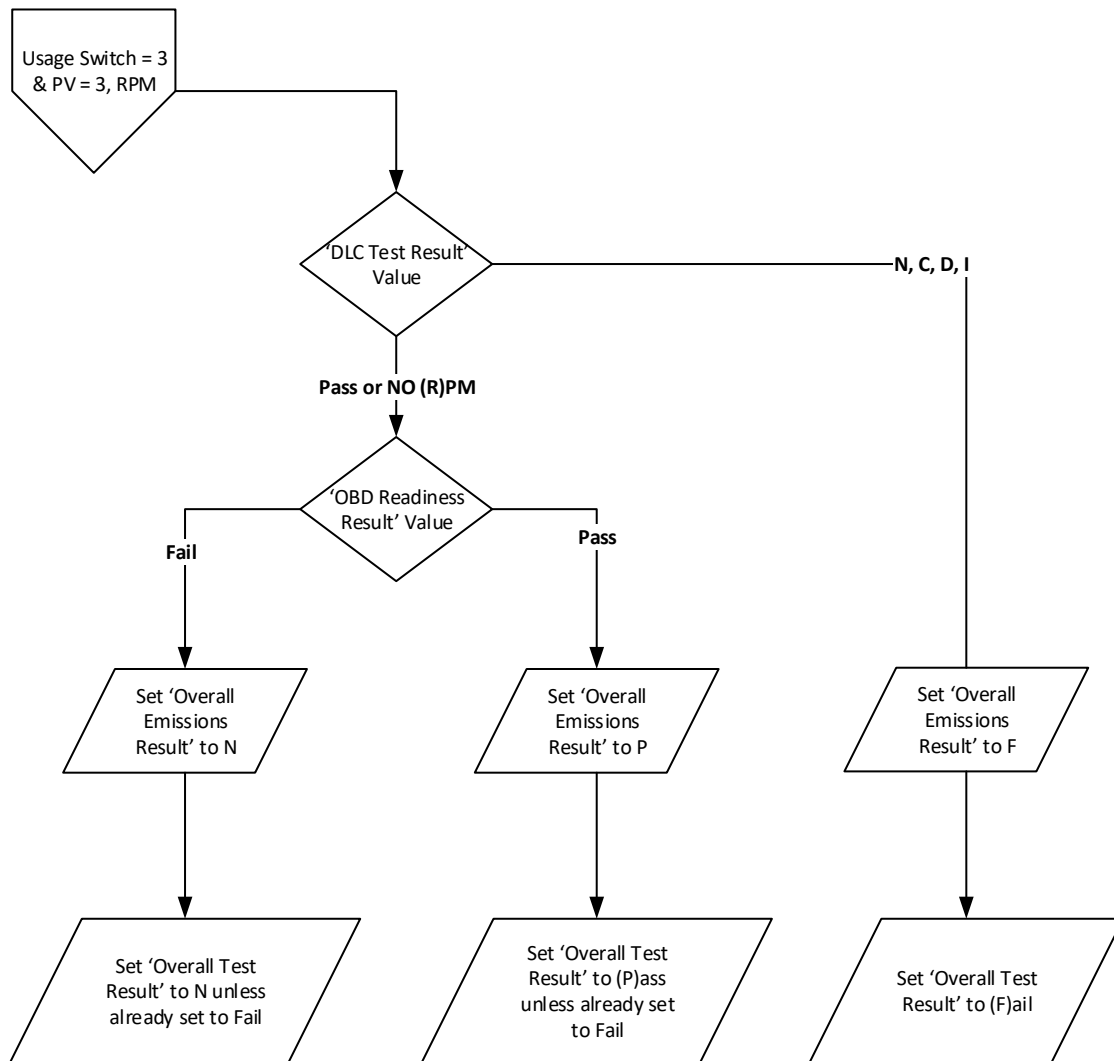 Usage Switch = 3
& PV = 3, RPM
‘DLC Test Result’
Value
N, C, D, I
Pass or NO (R)PM
‘OBD Readiness
Result’ Value
Fail
Pass
Set ‘Overall
Emissions
Result’ to N
Set ‘Overall
Emissions
Result’ to P
Set ‘Overall
Emissions
Result’ to F
Set ‘Overall Test
Result’ to N unless
already set to Fail
Set ‘Overall Test
Result’ to (P)ass
unless already set
to Fail
Set ‘Overall Test
Result’ to (F)ail